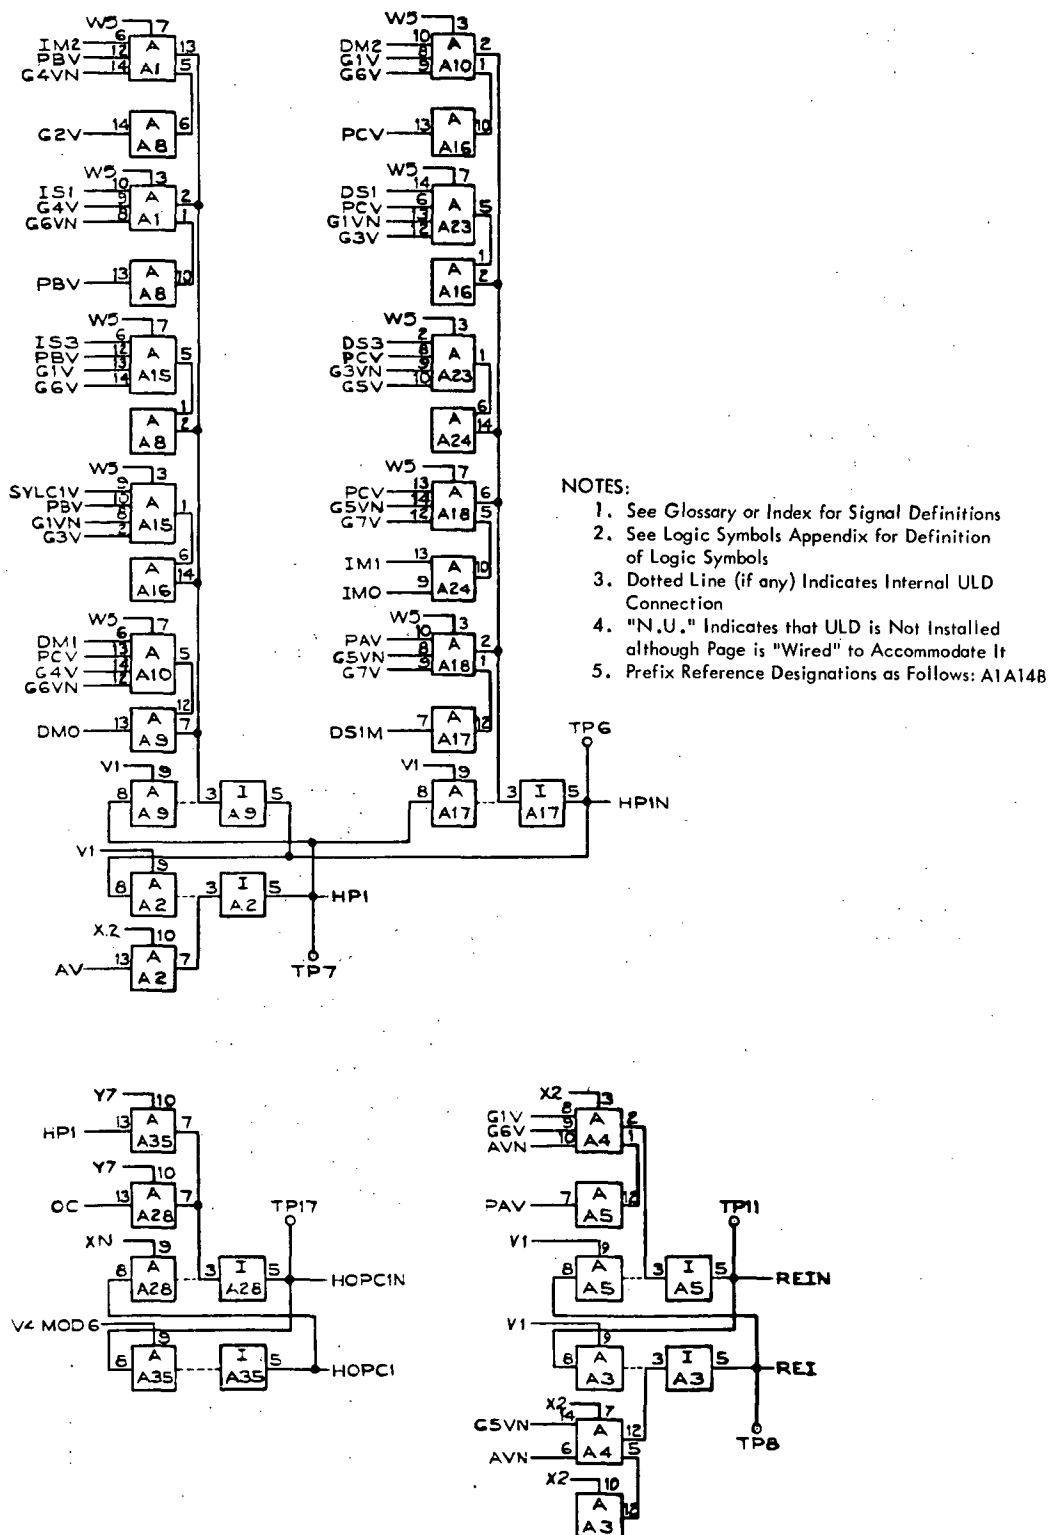 W5 7
IM2 6
PBV 12 A 13
G4VN 14 A1 5
G2V 14 A 6
A8
W5 3
IS1 10
G4V 9 A 2
G6VN 8 A1 1
PBV 13 A 10
A8
W5 7
IS3 6
PBV 12 A 5
G1V 13 A15
G6V 14
A 1
A8 2
W5 3
SYLC1V 9
PBV 10 A 1
G1VN 8 A15
G3V 2
A 6
A16 14
W5 7
DM1 6
PCV 13 A 5
G4V 14 A10
G6VN 12
12
DM0 13 A 7
A9
V1 9
8 A 3 I 5
A9 A9
V1 9
8 A 3 I 5 HP1
A2 A2
X2 10
AV 13 A 7
A2
TP7
W5 3
DM2 10
G1V 8 A 2
G6V 9 A10 1
PCV 13 A 10
A16
W5 7
DS1 14
PCV 6 A 5
G1VN 13 A23
G3V 12
A 1
A16 2
W5 3
DS3 2
PCV 8 A 1
G3VN 9 A23
G5V 10
A 6
A24 14
W5 7
PCV 13
G5VN 14 A 6
G7V 12 A18 5
IM1 13 A 10
IM0 9 A24
W5 3
PAV 10
G5VN 8 A 2
G7V 9 A18 1
DS1M 7 A 12
A17
TP6
V1 9
8 A 3 I 5 HP1N
A17 A17
NOTES:
1. See Glossary or Index for Signal Definitions
2. See Logic Symbols Appendix for Definition
of Logic Symbols
3. Dotted Line (if any) Indicates Internal ULD
Connection
4. "N.U." Indicates that ULD is Not Installed
although Page is "Wired" to Accommodate It
5. Prefix Reference Designations as Follows: A1A14B
Y7 10
HP1 13 A 7
A35
Y7 10
OC 13 A 7
A28
TP17
XN 9
8 A 3 I 5 HOPC1N
A28 A28
V4 MOD6 9
8 A I 5 HOPC1
A35 A35
X2 3
G1V 8
G6V 9 A 2
AVN 10 A4 1
PAV 7 A 12
A5
TP11
V1 9
8 A 3 I 5 REIN
A5 A5
V1 9
8 A 3 I 5 REI
A3 A3
X2 7
G5VN 14 A 12
AVN 6 A4 5
TP8
X2 10
A 12
A3